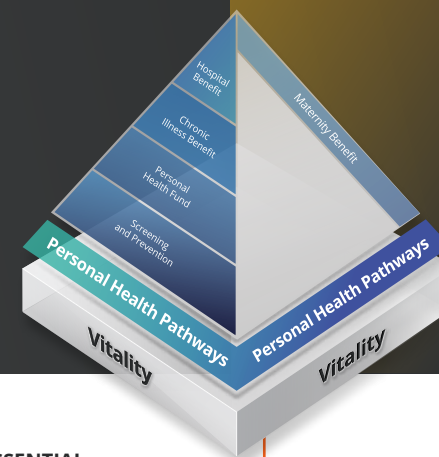 Hospital
Benefit
Maternity Benefit
Chronic
Illness Benefit
Personal
Health Fund
Screening
and Prevention
Personal Health Pathways
Personal Health Pathways
Vitality
Vitality